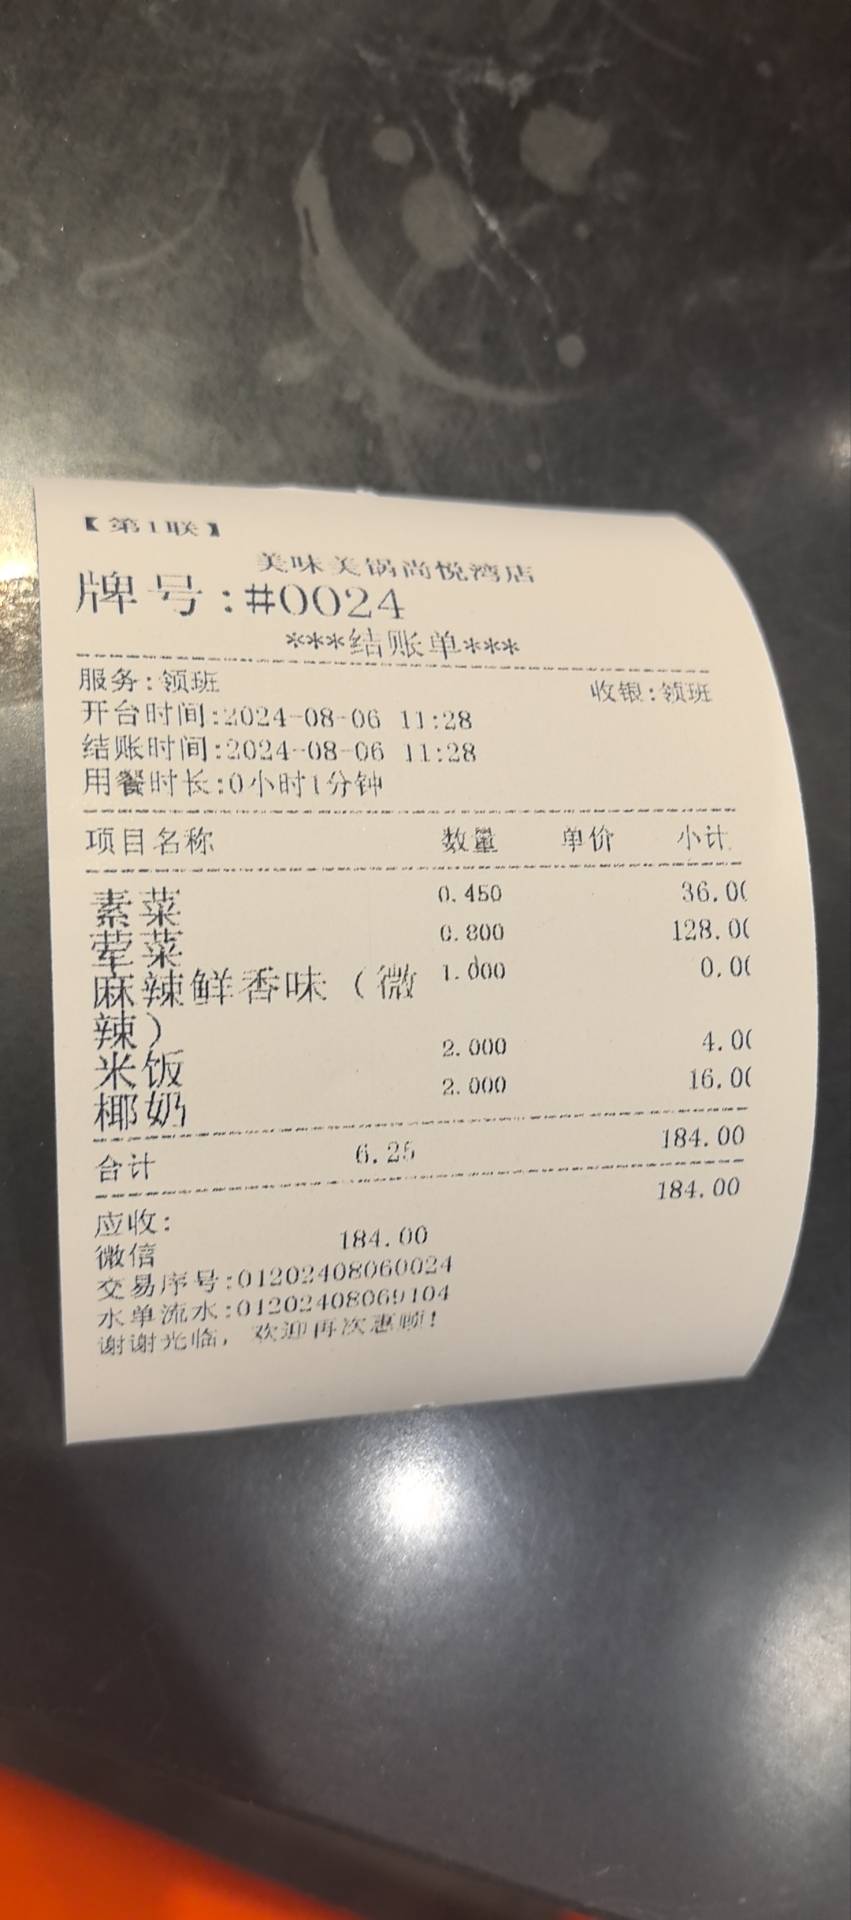 【第1联】
美味美锅尚悦湾店
牌号:#0024
***结账单***
服务:领班 收银:领班
开台时间:2024-08-06 11:28
结账时间:2024-08-06 11:28
用餐时长:0小时1分钟
项目名称 数量 单价 小计
素菜 0.450 36.00
荤菜 0.800 128.00
麻辣鲜香味（微 1.000 0.00
辣）
米饭 2.000 4.00
椰奶 2.000 16.00
合计 6.25 184.00
应收: 184.00
微信 184.00
交易序号:01202408060024
水单流水:01202408069104
谢谢光临，欢迎再次惠顾!